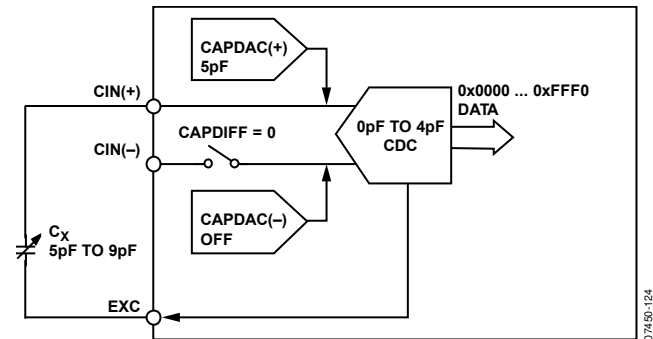 CAPDAC(+)
5pF
CIN(+)
0x0000 ... 0xFFF0
DATA
CAPDIFF = 0
0pF TO 4pF
CDC
CIN(–)
CAPDAC(–)
OFF
CX
5pF TO 9pF
EXC
07450-124